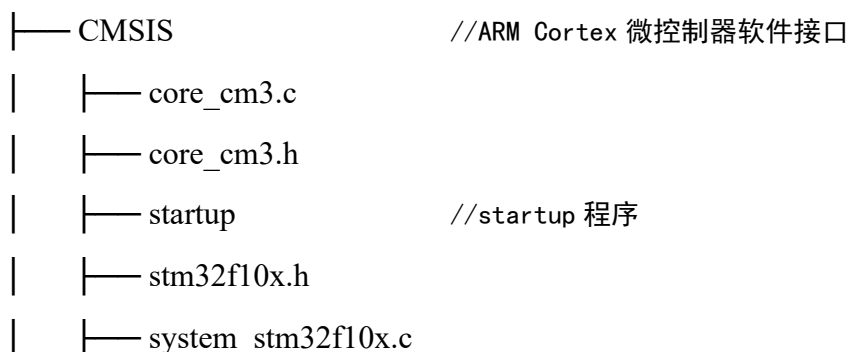 ├── CMSIS //ARM Cortex 微控制器软件接口
│ ├── core_cm3.c
│ ├── core_cm3.h
│ ├── startup //startup 程序
│ ├── stm32f10x.h
│ ├── system_stm32f10x.c